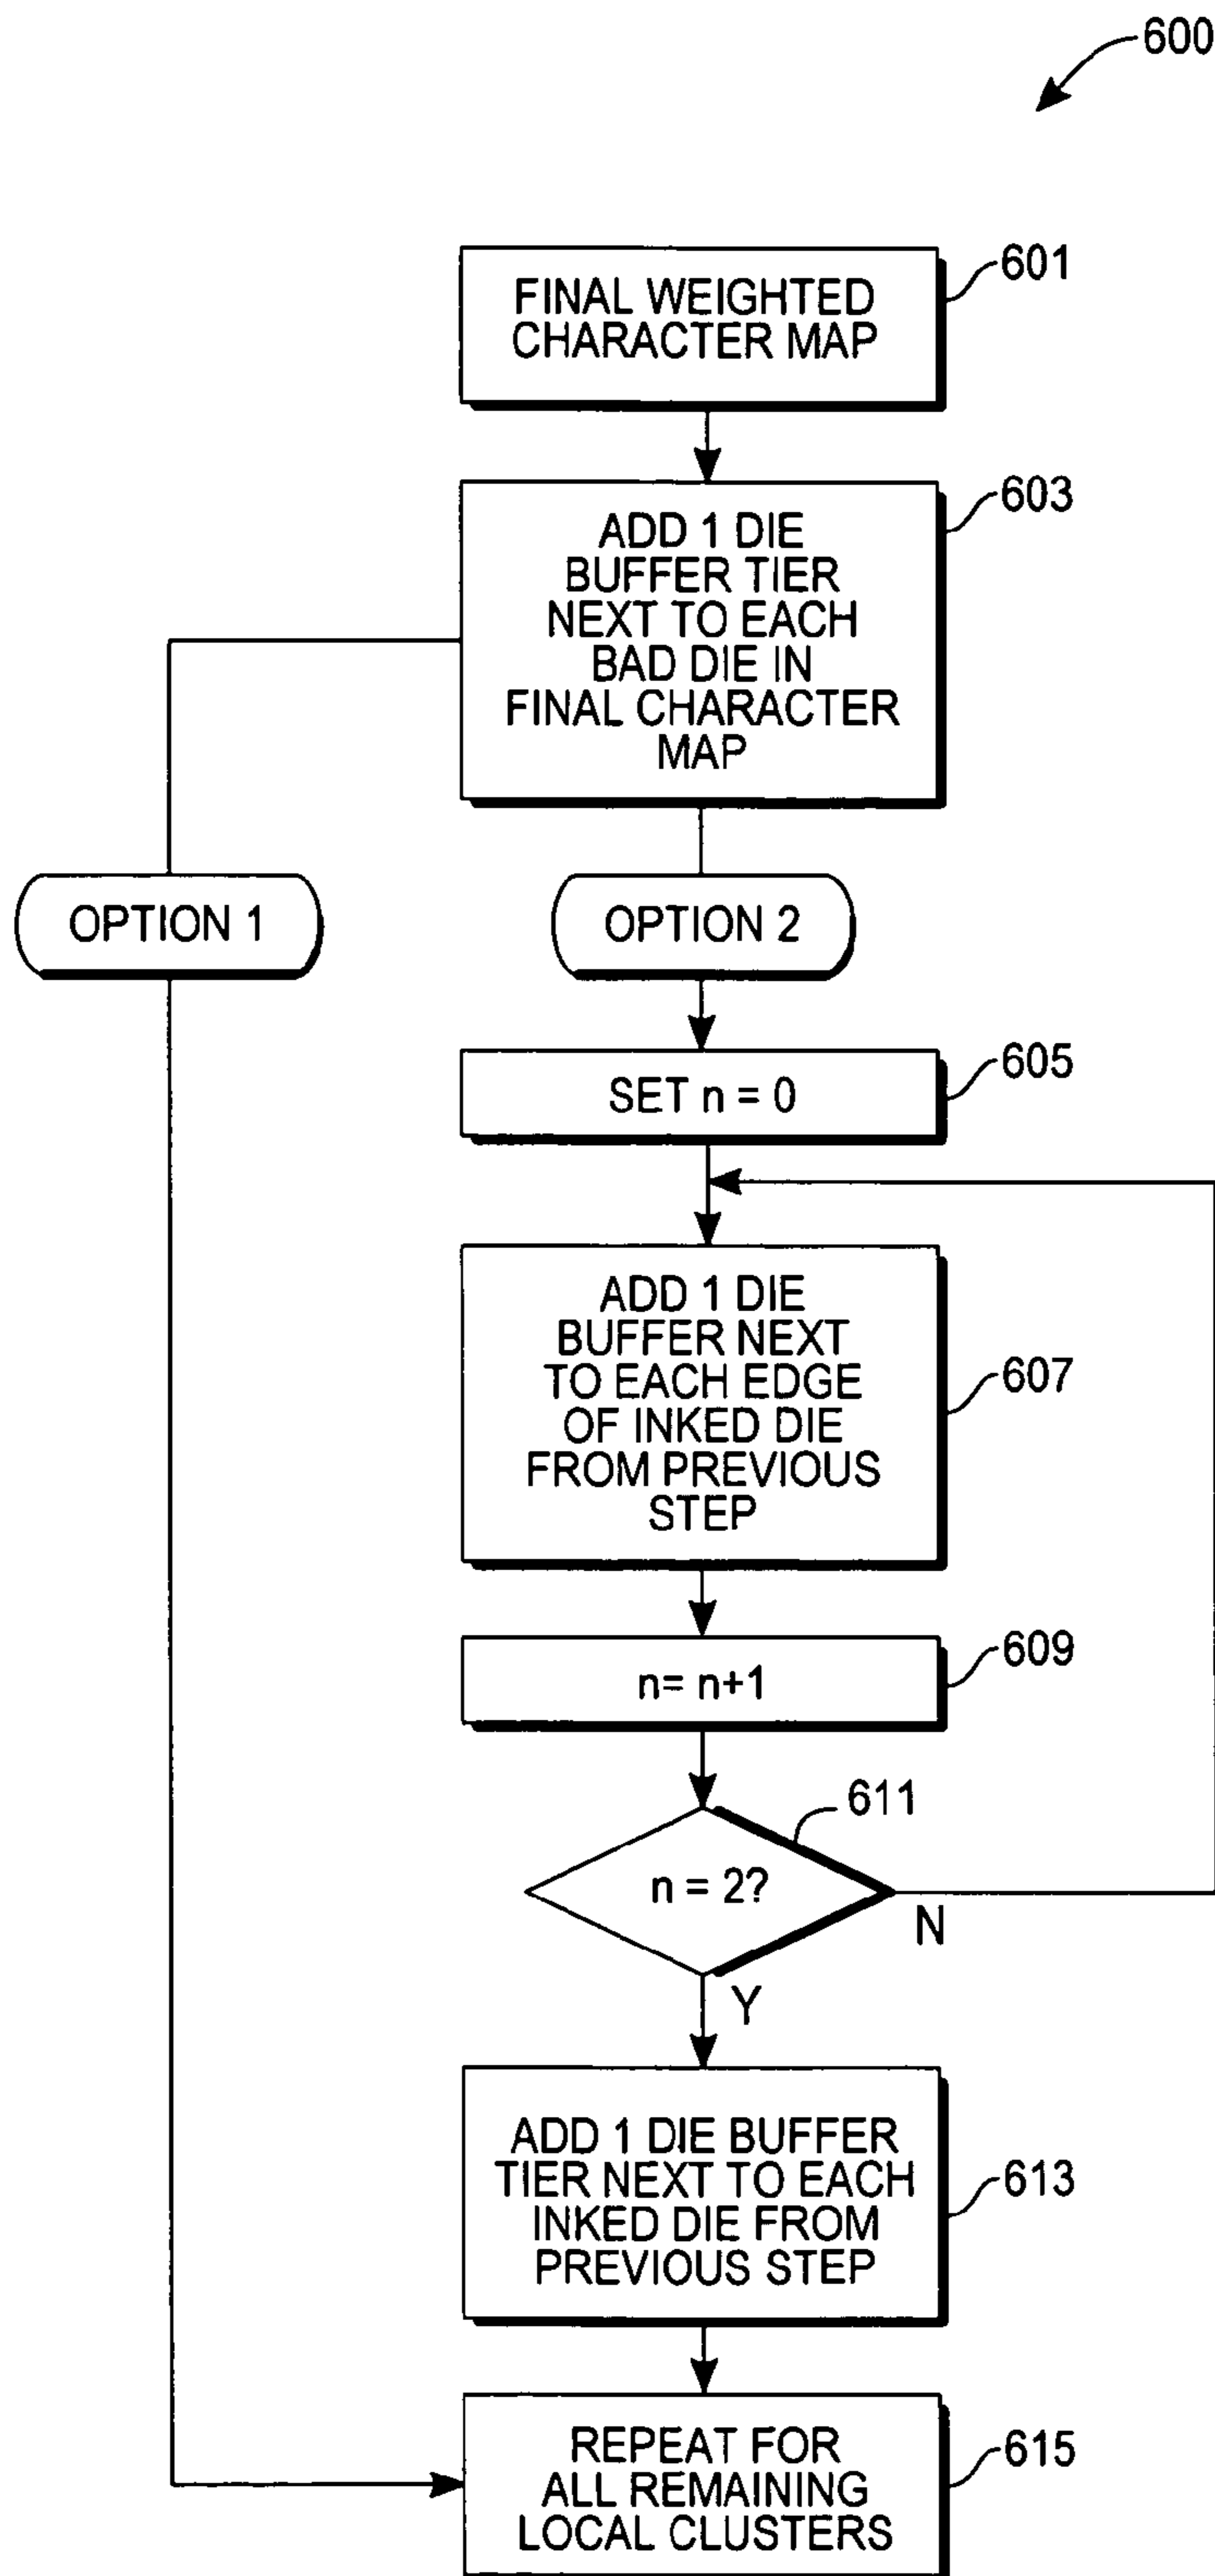 600
601
FINAL WEIGHTED
CHARACTER MAP
603
ADD 1 DIE
BUFFER TIER
NEXT TO EACH
BAD DIE IN
FINAL CHARACTER
MAP
OPTION 1
OPTION 2
605
SET n = 0
ADD 1 DIE
BUFFER NEXT
TO EACH EDGE
OF INKED DIE
FROM PREVIOUS
STEP
607
609
n= n+1
611
n = 2?
N
Y
ADD 1 DIE BUFFER
TIER NEXT TO EACH
INKED DIE FROM
PREVIOUS STEP
613
REPEAT FOR
ALL REMAINING
LOCAL CLUSTERS
615